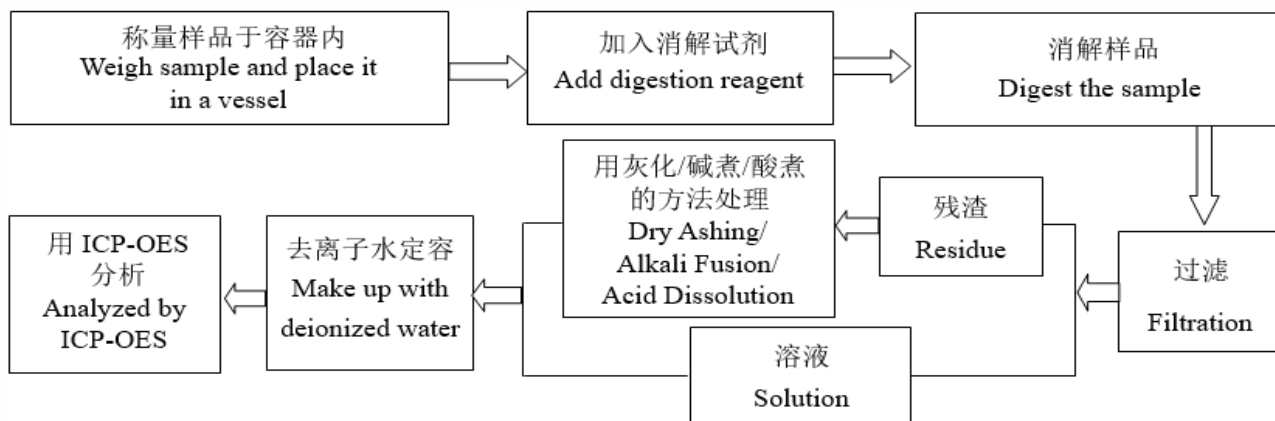 称量样品于容器内
Weigh sample and place it
in a vessel
加入消解试剂
Add digestion reagent
消解样品
Digest the sample
过滤
Filtration
残渣
Residue
用灰化/碱煮/酸煮
的方法处理
Dry Ashing/
Alkali Fusion/
Acid Dissolution
溶液
Solution
去离子水定容
Make up with
deionized water
用 ICP-OES
分析
Analyzed by
ICP-OES